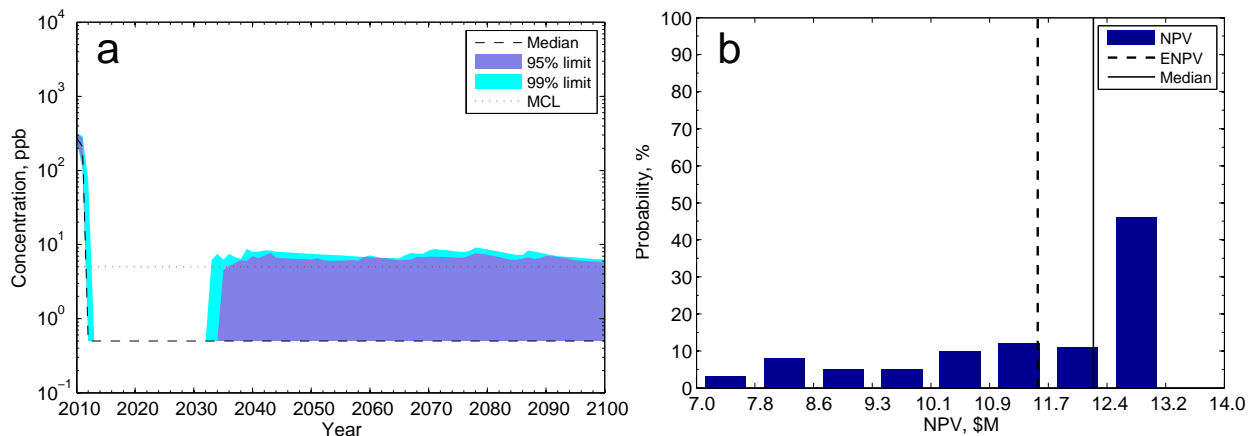 a
Median
95% limit
99% limit
MCL
10^4
10^3
10^2
10^1
10^0
10^−1
Concentration, ppb
2010 2020 2030 2040 2050 2060 2070 2080 2090 2100
Year
b
NPV
ENPV
Median
100
90
80
70
60
50
40
30
20
10
0
Probability, %
7.0 7.8 8.6 9.3 10.1 10.9 11.7 12.4 13.2 14.0
NPV, $M